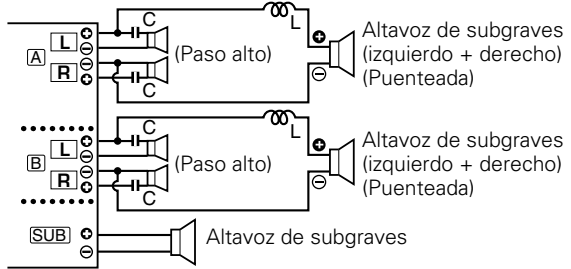 C
L
Altavoz de subgraves
A
L
⊕
⊖
(Paso alto)
⊕
(izquierdo + derecho)
R
⊖
⊕
C
⊖
(Puenteada)
C
L
Altavoz de subgraves
B
L
⊕
⊖
(Paso alto)
⊕
(izquierdo + derecho)
R
⊖
⊕
C
⊖
(Puenteada)
SUB
⊕
⊖
Altavoz de subgraves